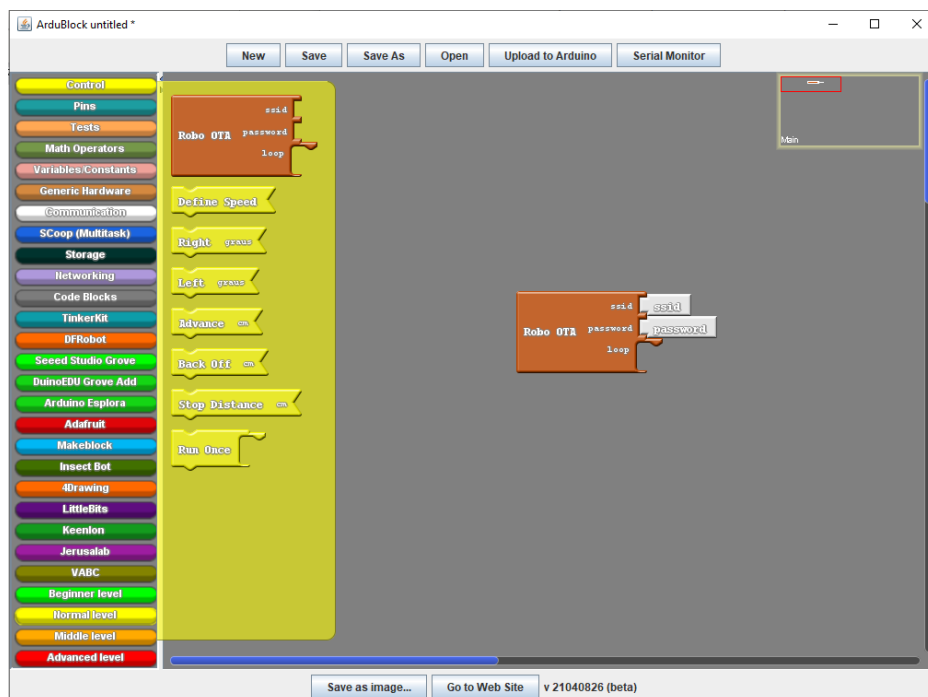 ArduBlock untitled *
New Save Save As Open Upload to Arduino Serial Monitor
Control
Pins
Tests
Math Operators
Variables/Constants
Generic Hardware
Communication
SCoop (Multitask)
Storage
Networking
Code Blocks
TinkerKit
DFRobot
Seeed Studio Grove
DuinoEDU Grove Add
Arduino Esplora
Adafruit
Makeblock
Insect Bot
4Drawing
LittleBits
Keenlon
Jerusalab
VABC
Beginner level
Normal level
Middle level
Advanced level
ssid
Robo OTA password
loop
Define Speed
Right graus
Left graus
Advance cm
Back Off cm
Stop Distance cm
Run Once
Main
ssid ssid
Robo OTA password password
loop
Save as image... Go to Web Site v 21040826 (beta)